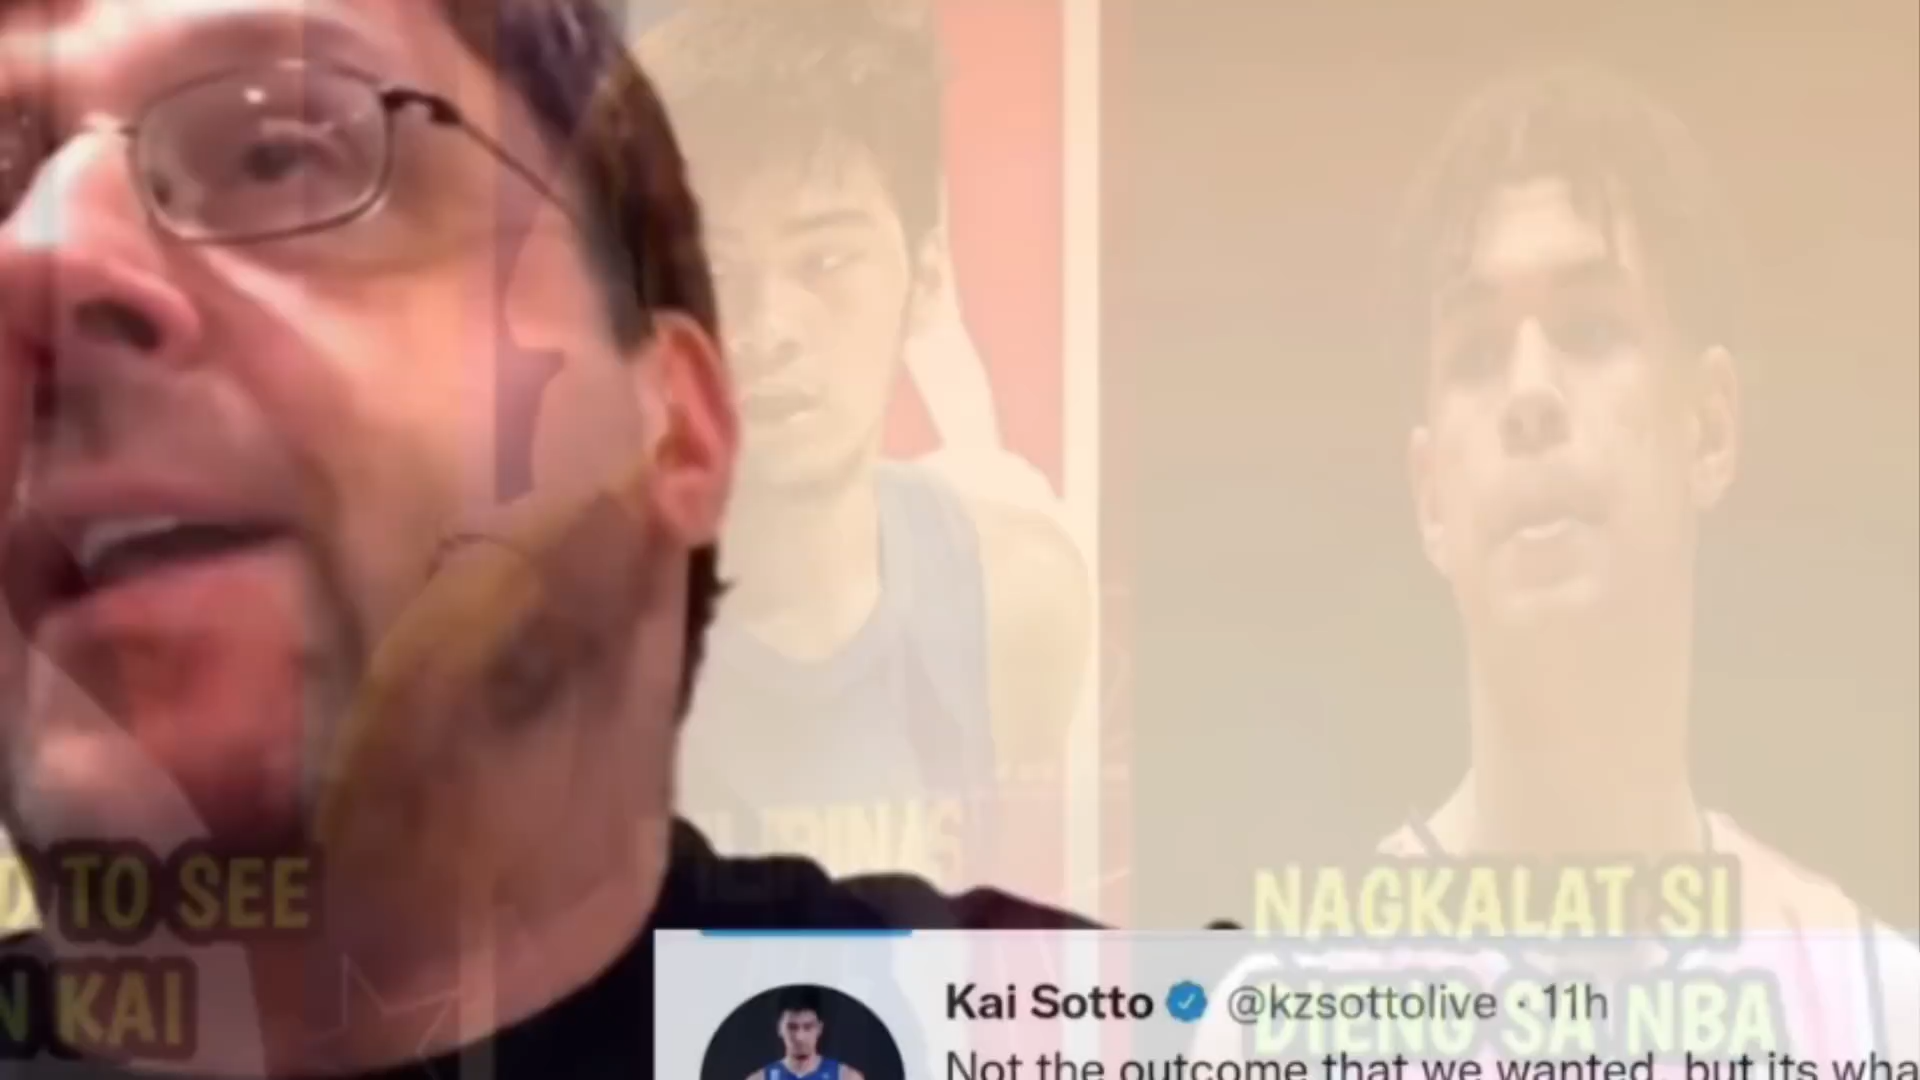 PILIPINAS
D TO SEE
N KAI
NAGKALAT SI
DIENG SA NBA
Kai Sotto @kzsottolive · 11h
Not the outcome that we wanted, but its wha